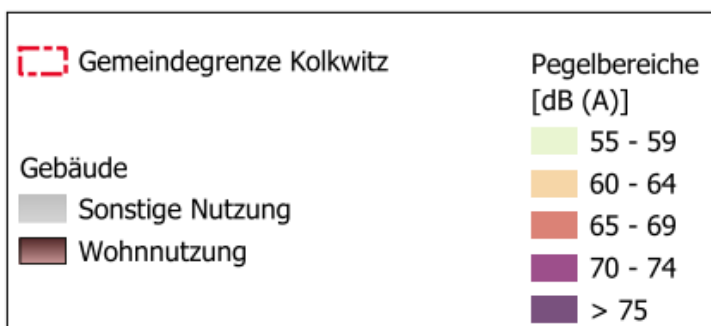 Gemeindegrenze Kolkwitz
Gebäude
Sonstige Nutzung
Wohnnutzung
Pegelbereiche
[dB (A)]
55 - 59
60 - 64
65 - 69
70 - 74
> 75